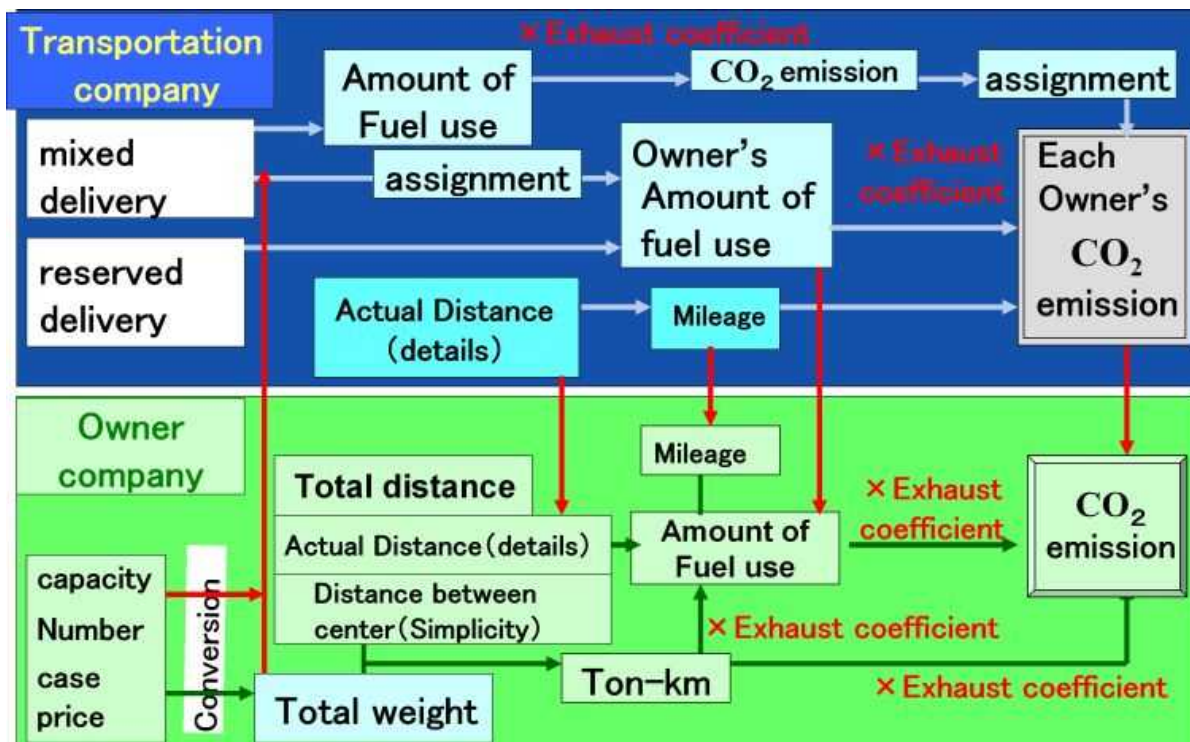 Transportation
company
×Exhaust coefficient
Amount of
Fuel use
CO₂ emission
assignment
mixed
delivery
assignment
Owner's
Amount of
fuel use
×Exhaust
coefficient
Each
Owner's
CO₂
emission
reserved
delivery
Actual Distance
(details)
Mileage
Owner
company
Mileage
Total distance
Actual Distance(details)
Distance between
center(Simplicity)
Amount of
Fuel use
×Exhaust
coefficient
CO₂
emission
capacity
Number
case
price
Conversion
×Exhaust coefficient
Total weight
Ton-km
×Exhaust coefficient